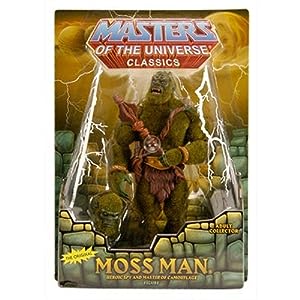 MASTERS
OF THE UNIVERSE
CLASSICS
ADULT
COLLECTOR
THE ORIGINAL
MOSS MAN
HEROIC SPY AND MASTER OF CAMOUFLAGE
FIGURE